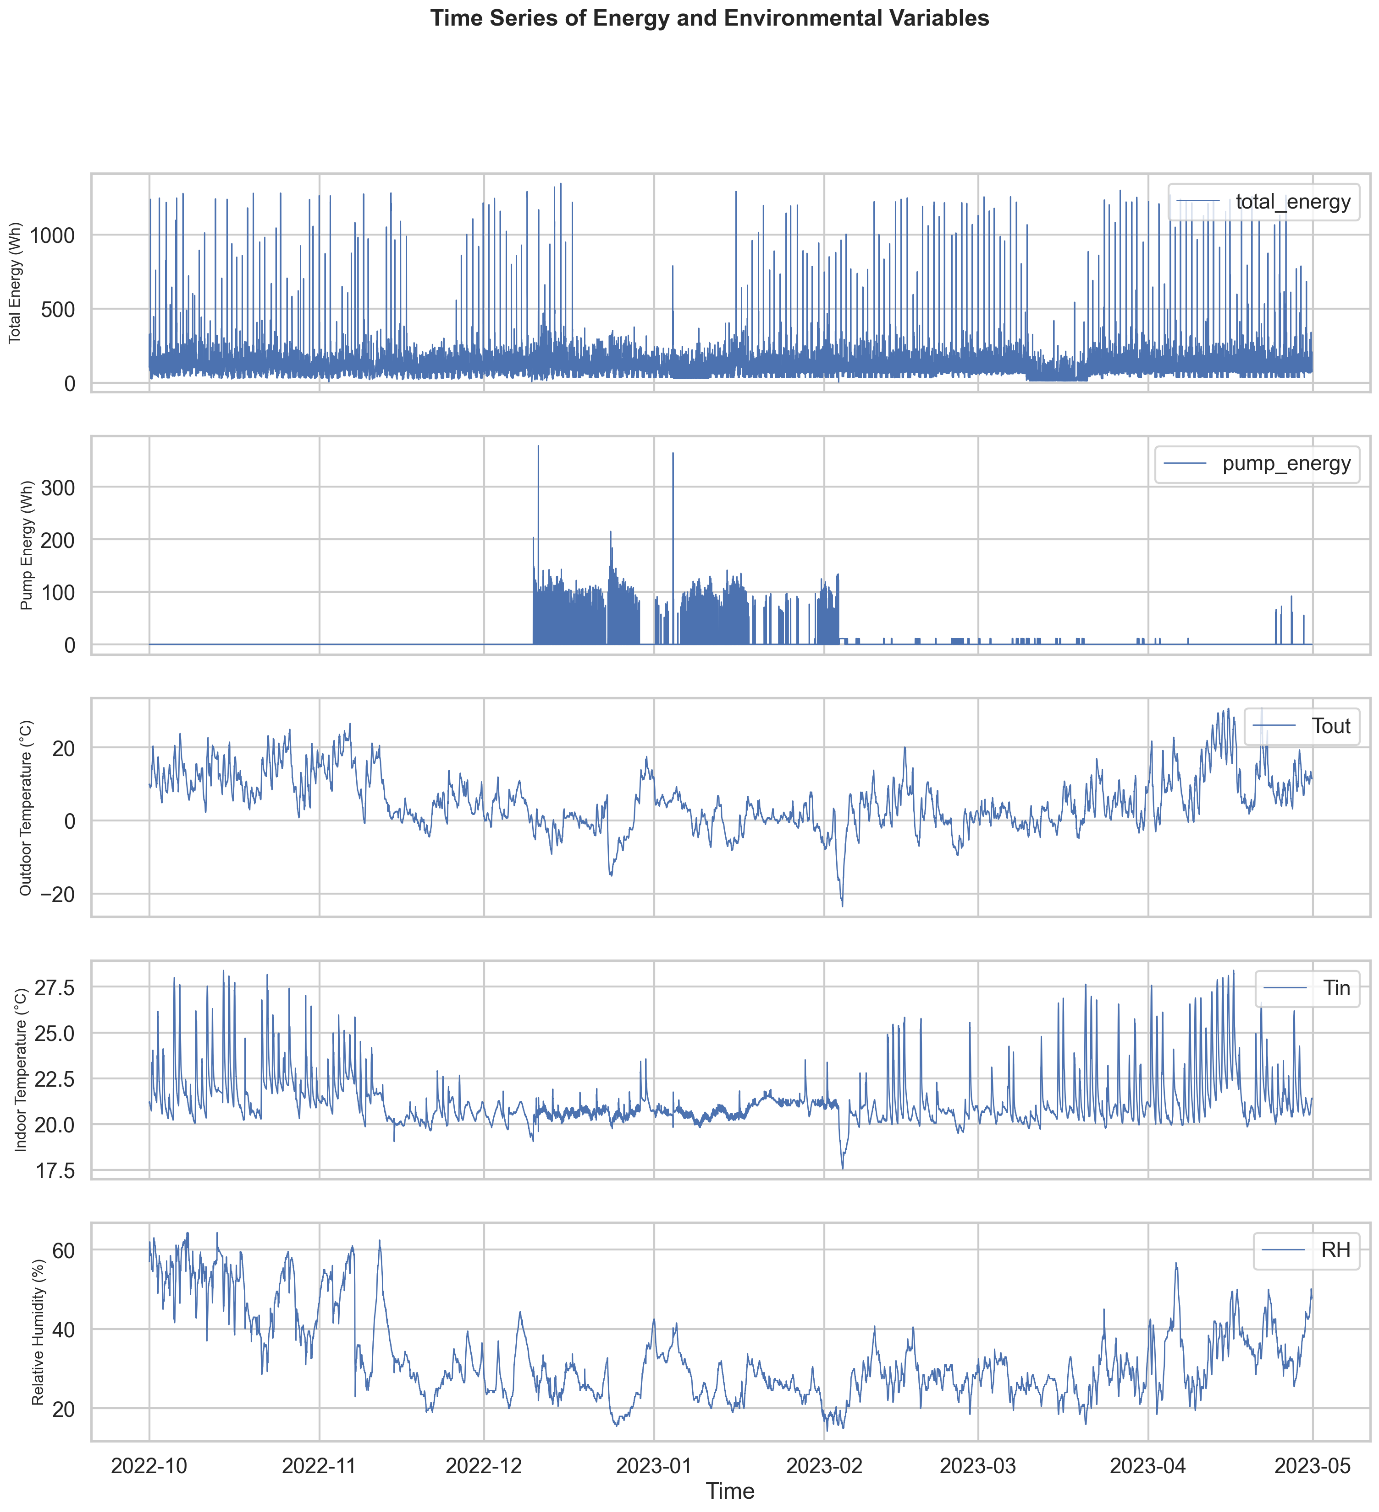 Time Series of Energy and Environmental Variables
Total Energy (Wh)
1000
500
0
total_energy
Pump Energy (Wh)
300
200
100
0
pump_energy
Outdoor Temperature (°C)
20
0
−20
Tout
Indoor Temperature (°C)
27.5
25.0
22.5
20.0
17.5
Tin
Relative Humidity (%)
60
40
20
RH
2022-10 2022-11 2022-12 2023-01 2023-02 2023-03 2023-04 2023-05
Time